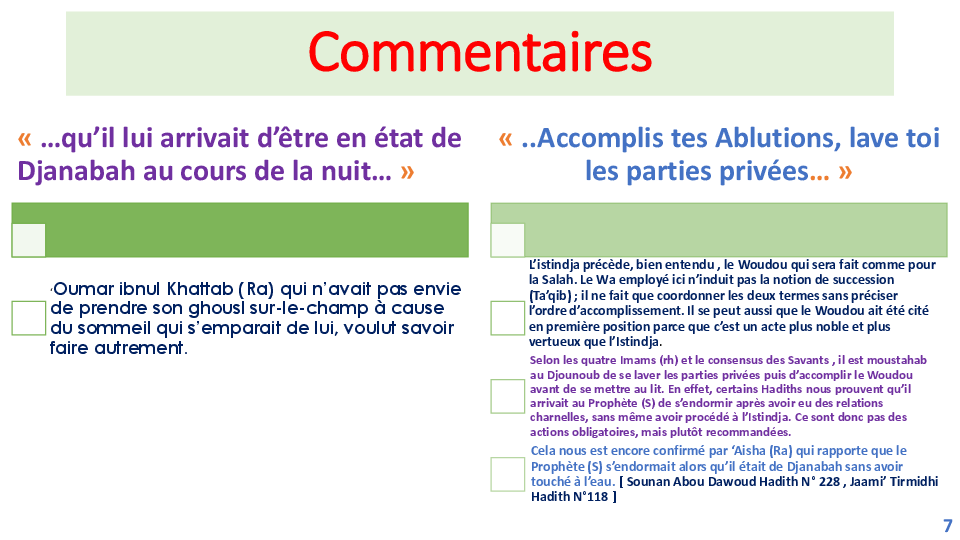 Commentaires
« …qu’il lui arrivait d’être en état de
Djanabah au cours de la nuit… »
‘Oumar ibnul Khattab (Ra) qui n’avait pas envie
de prendre son ghousl sur-le-champ à cause
du sommeil qui s’emparait de lui, voulut savoir
faire autrement.
« ..Accomplis tes Ablutions, lave toi
les parties privées… »
L’istindja précède, bien entendu , le Woudou qui sera fait comme pour
la Salah. Le Wa employé ici n’induit pas la notion de succession
(Ta’qib) ; il ne fait que coordonner les deux termes sans préciser
l’ordre d’accomplissement. Il se peut aussi que le Woudou ait été cité
en première position parce que c’est un acte plus noble et plus
vertueux que l’Istindja.
Selon les quatre Imams (rh) et le consensus des Savants , il est moustahab
au Djounoub de se laver les parties privées puis d’accomplir le Woudou
avant de se mettre au lit. En effet, certains Hadiths nous prouvent qu’il
arrivait au Prophète (S) de s’endormir après avoir eu des relations
charnelles, sans même avoir procédé à l’Istindja. Ce sont donc pas des
actions obligatoires, mais plutôt recommandées.
Cela nous est encore confirmé par ‘Aisha (Ra) qui rapporte que le
Prophète (S) s’endormait alors qu’il était de Djanabah sans avoir
touché à l’eau. [ Sounan Abou Dawoud Hadith N° 228 , Jaami’ Tirmidhi
Hadith N°118 ]
7